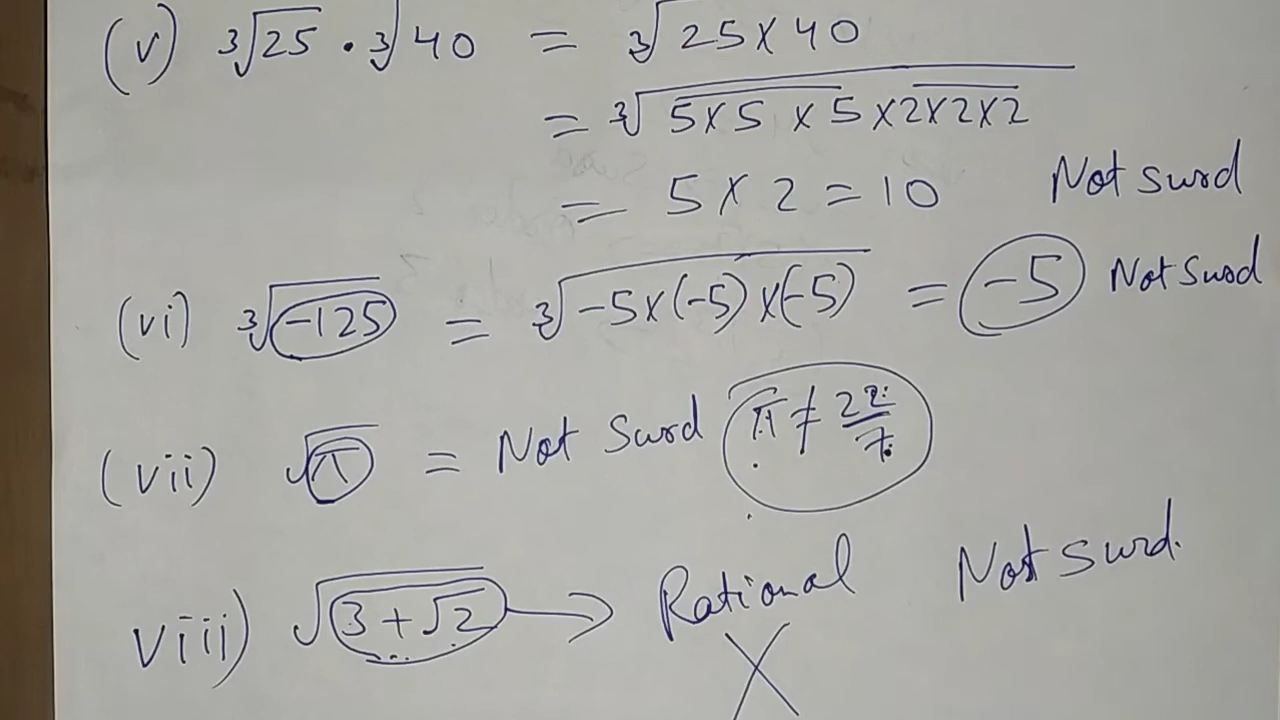 (v) ∛25 · ∛40 = ∛25×40
= ∛5×5×5×2×2×2
= 5×2=10 Not surd
(vi) ∛-125 = ∛-5×(-5)×(-5) = -5 Not Surd
(vii) √π = Not Surd π ≠ 22/7
viii) √3+√2 → Rational Not Surd.
X